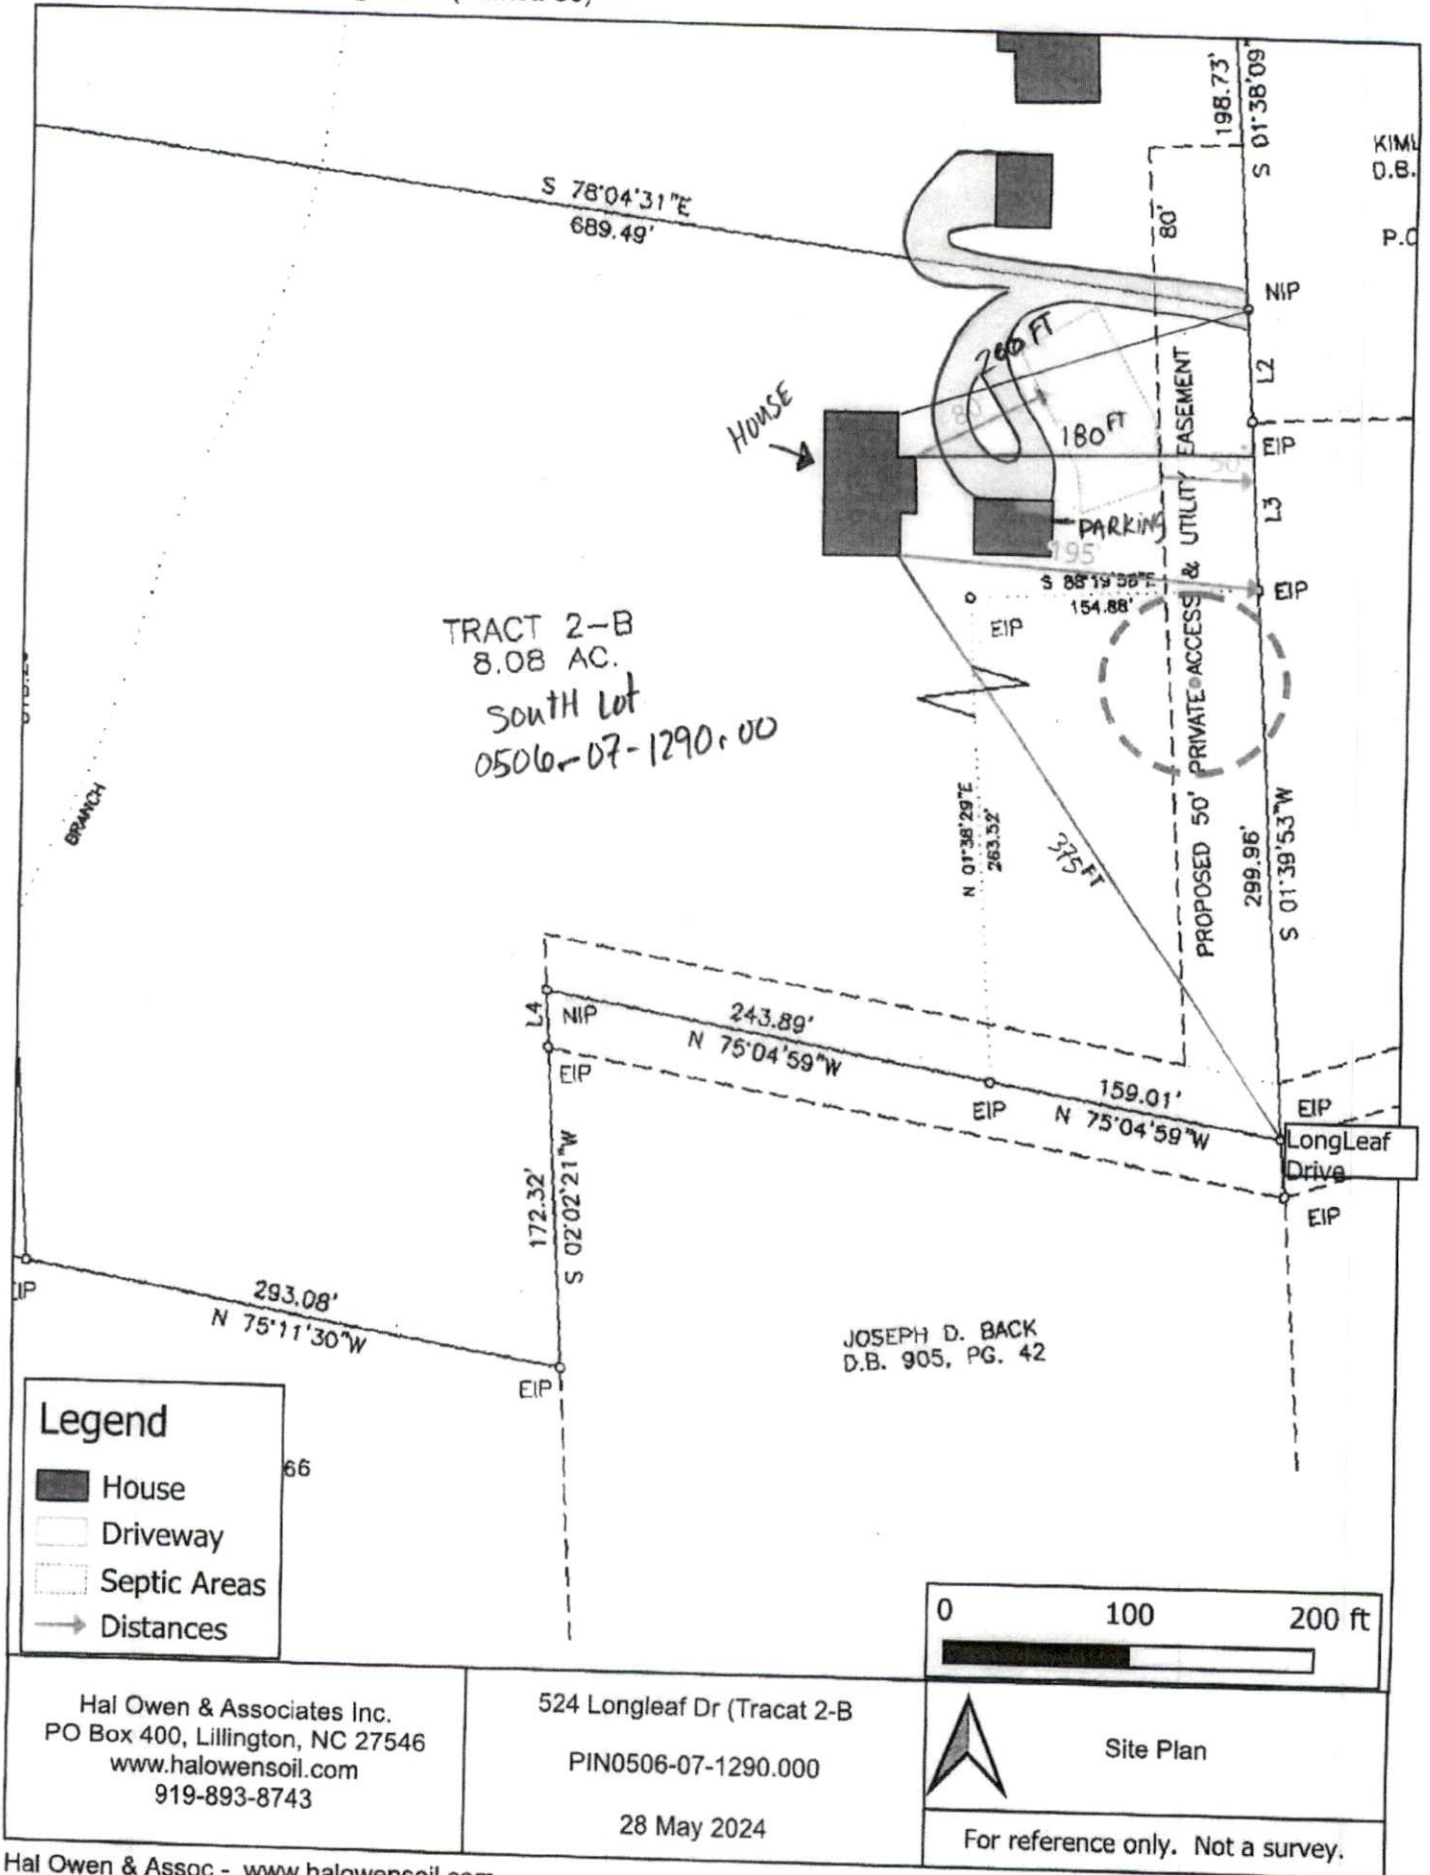 198.73'
S 01°38'09"
D.B.
S 78°04'31"E
689.49'
80'
NIP
L2
HOUSE
80
180 FT
EIP
50'
L3
PARKING
195
S 88°19'58"E
154.88'
EIP
EIP
PROPOSED 50' PRIVATE ACCESS & UTILITY EASEMENT
TRACT 2-B
8.08 AC.
South Lot
0506-07-1290.00
BRANCH
N 01°38'29"E
263.52'
375 FT
299.96'
S 01°39'53"W
L4
NIP
243.89'
N 75°04'59"W
EIP
159.01'
N 75°04'59"W
EIP
EIP
LongLeaf
Drive
EIP
172.32'
S 02°02'21"W
293.08'
N 75°11'30"W
EIP
JOSEPH D. BACK
D.B. 905, PG. 42
66
Legend
House
Driveway
Septic Areas
Distances
0 100 200 ft
Hal Owen & Associates Inc.
PO Box 400, Lillington, NC 27546
www.halowensoil.com
919-893-8743
524 Longleaf Dr (Tracat 2-B
PIN0506-07-1290.000
28 May 2024
Site Plan
For reference only. Not a survey.
Hal Owen & Assoc - www.halowensoil.com